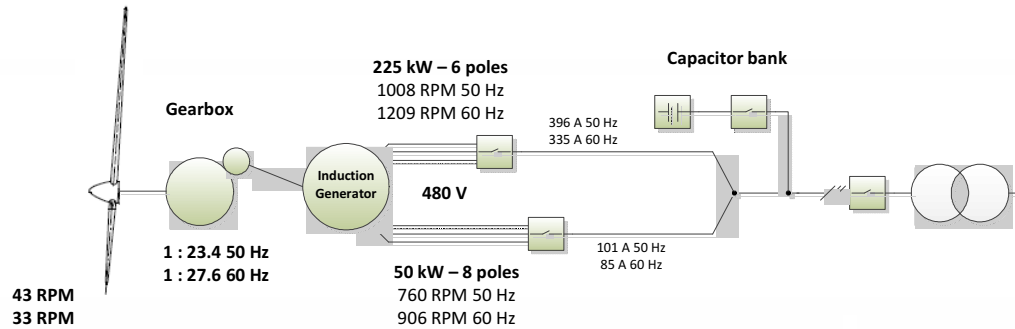 225 kW – 6 poles
1008 RPM 50 Hz
1209 RPM 60 Hz
Capacitor bank
Gearbox
396 A 50 Hz
335 A 60 Hz
Induction
Generator
480 V
1 : 23.4 50 Hz
1 : 27.6 60 Hz
101 A 50 Hz
85 A 60 Hz
50 kW – 8 poles
760 RPM 50 Hz
906 RPM 60 Hz
43 RPM
33 RPM